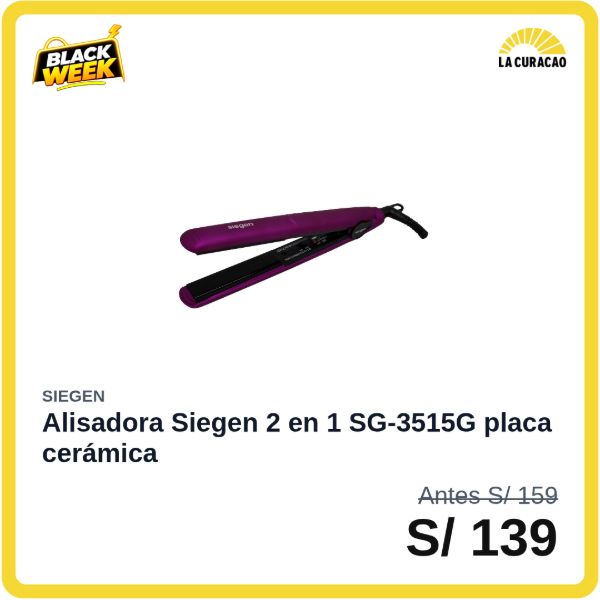 BLACK
WEEK
LA CURACAO
siegen
SIEGEN
Alisadora Siegen 2 en 1 SG-3515G placa
cerámica
Antes S/ 159
S/ 139